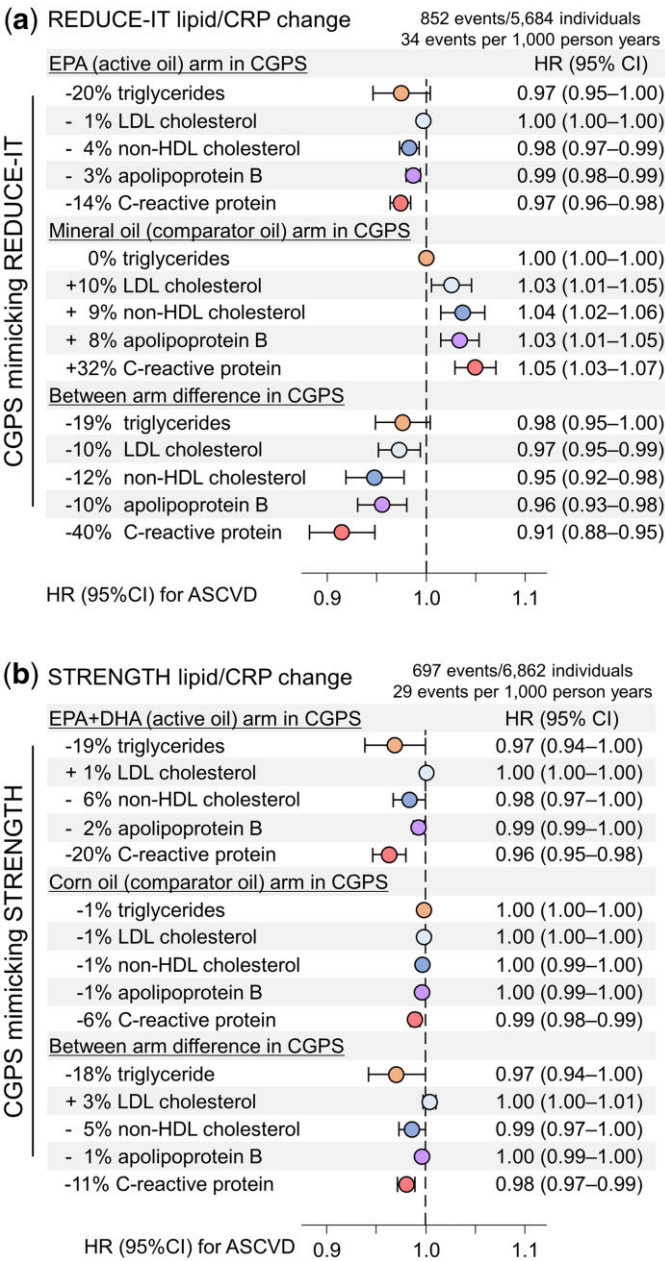 (a) REDUCE-IT lipid/CRP change
852 events/5,684 individuals
34 events per 1,000 person years
CGPS mimicking REDUCE-IT
EPA (active oil) arm in CGPS HR (95% CI)
-20% triglycerides 0.97 (0.95–1.00)
- 1% LDL cholesterol 1.00 (1.00–1.00)
- 4% non-HDL cholesterol 0.98 (0.97–0.99)
- 3% apolipoprotein B 0.99 (0.98–0.99)
-14% C-reactive protein 0.97 (0.96–0.98)
Mineral oil (comparator oil) arm in CGPS
0% triglycerides 1.00 (1.00–1.00)
+10% LDL cholesterol 1.03 (1.01–1.05)
+ 9% non-HDL cholesterol 1.04 (1.02–1.06)
+ 8% apolipoprotein B 1.03 (1.01–1.05)
+32% C-reactive protein 1.05 (1.03–1.07)
Between arm difference in CGPS
-19% triglycerides 0.98 (0.95–1.00)
-10% LDL cholesterol 0.97 (0.95–0.99)
-12% non-HDL cholesterol 0.95 (0.92–0.98)
-10% apolipoprotein B 0.96 (0.93–0.98)
-40% C-reactive protein 0.91 (0.88–0.95)
HR (95%CI) for ASCVD 0.9 1.0 1.1
(b) STRENGTH lipid/CRP change
697 events/6,862 individuals
29 events per 1,000 person years
CGPS mimicking STRENGTH
EPA+DHA (active oil) arm in CGPS HR (95% CI)
-19% triglycerides 0.97 (0.94–1.00)
+ 1% LDL cholesterol 1.00 (1.00–1.00)
- 6% non-HDL cholesterol 0.98 (0.97–1.00)
- 2% apolipoprotein B 0.99 (0.99–1.00)
-20% C-reactive protein 0.96 (0.95–0.98)
Corn oil (comparator oil) arm in CGPS
-1% triglycerides 1.00 (1.00–1.00)
-1% LDL cholesterol 1.00 (1.00–1.00)
-1% non-HDL cholesterol 1.00 (0.99–1.00)
-1% apolipoprotein B 1.00 (0.99–1.00)
-6% C-reactive protein 0.99 (0.98–0.99)
Between arm difference in CGPS
-18% triglyceride 0.97 (0.94–1.00)
+ 3% LDL cholesterol 1.00 (1.00–1.01)
- 5% non-HDL cholesterol 0.99 (0.97–1.00)
- 1% apolipoprotein B 1.00 (0.99–1.00)
-11% C-reactive protein 0.98 (0.97–0.99)
HR (95%CI) for ASCVD 0.9 1.0 1.1